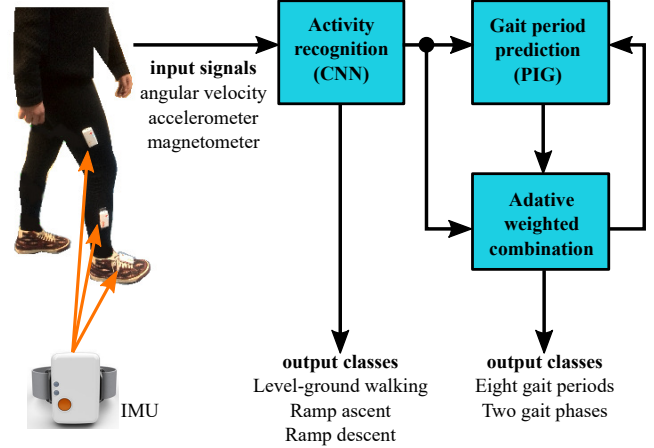 input signals
angular velocity
accelerometer
magnetometer
Activity
recognition
(CNN)
Gait period
prediction
(PIG)
Adative
weighted
combination
IMU
output classes
Level-ground walking
Ramp ascent
Ramp descent
output classes
Eight gait periods
Two gait phases